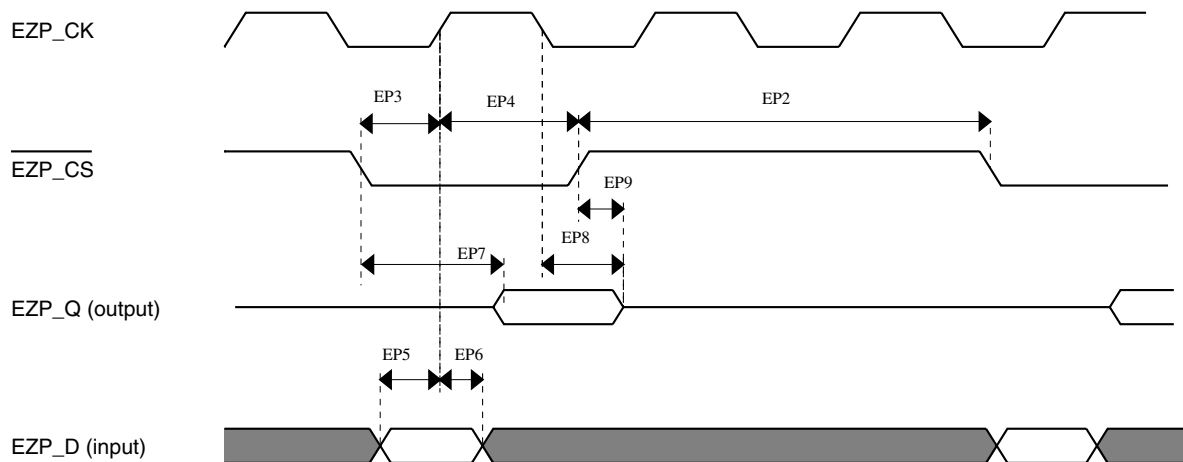 EZP_CK
EP3
EP4
EP2
EZP_CS
EP9
EP8
EP7
EZP_Q (output)
EP5
EP6
EZP_D (input)